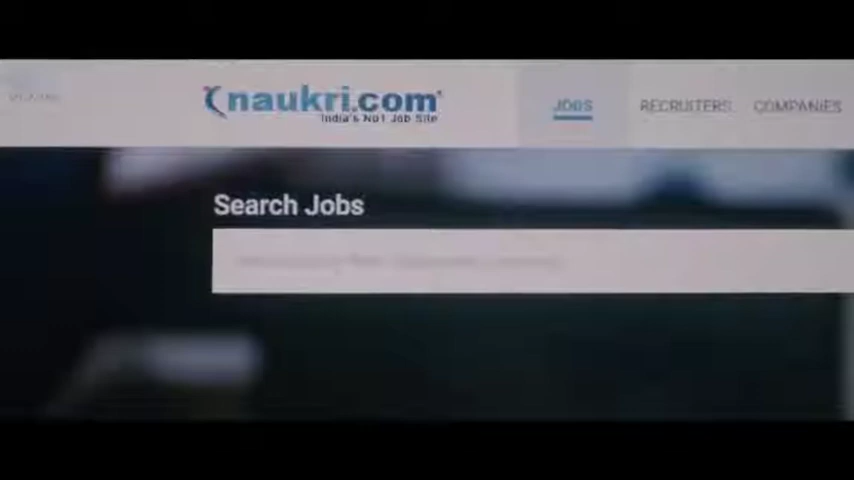 naukri.com
India's No1 Job Site
JOBS
RECRUITERS
COMPANIES
Search Jobs